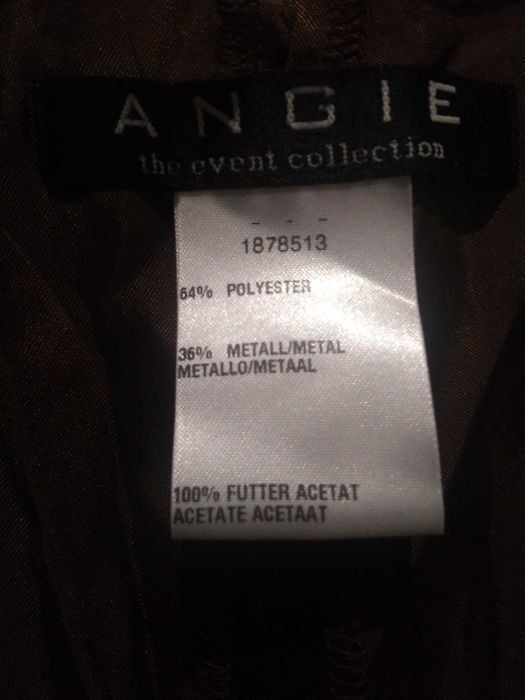 ANGIE
the event collection
- - -
1878513
64% POLYESTER
36% METALL/METAL
METALLO/METAAL
100% FUTTER ACETAT
ACETATE ACETAAT